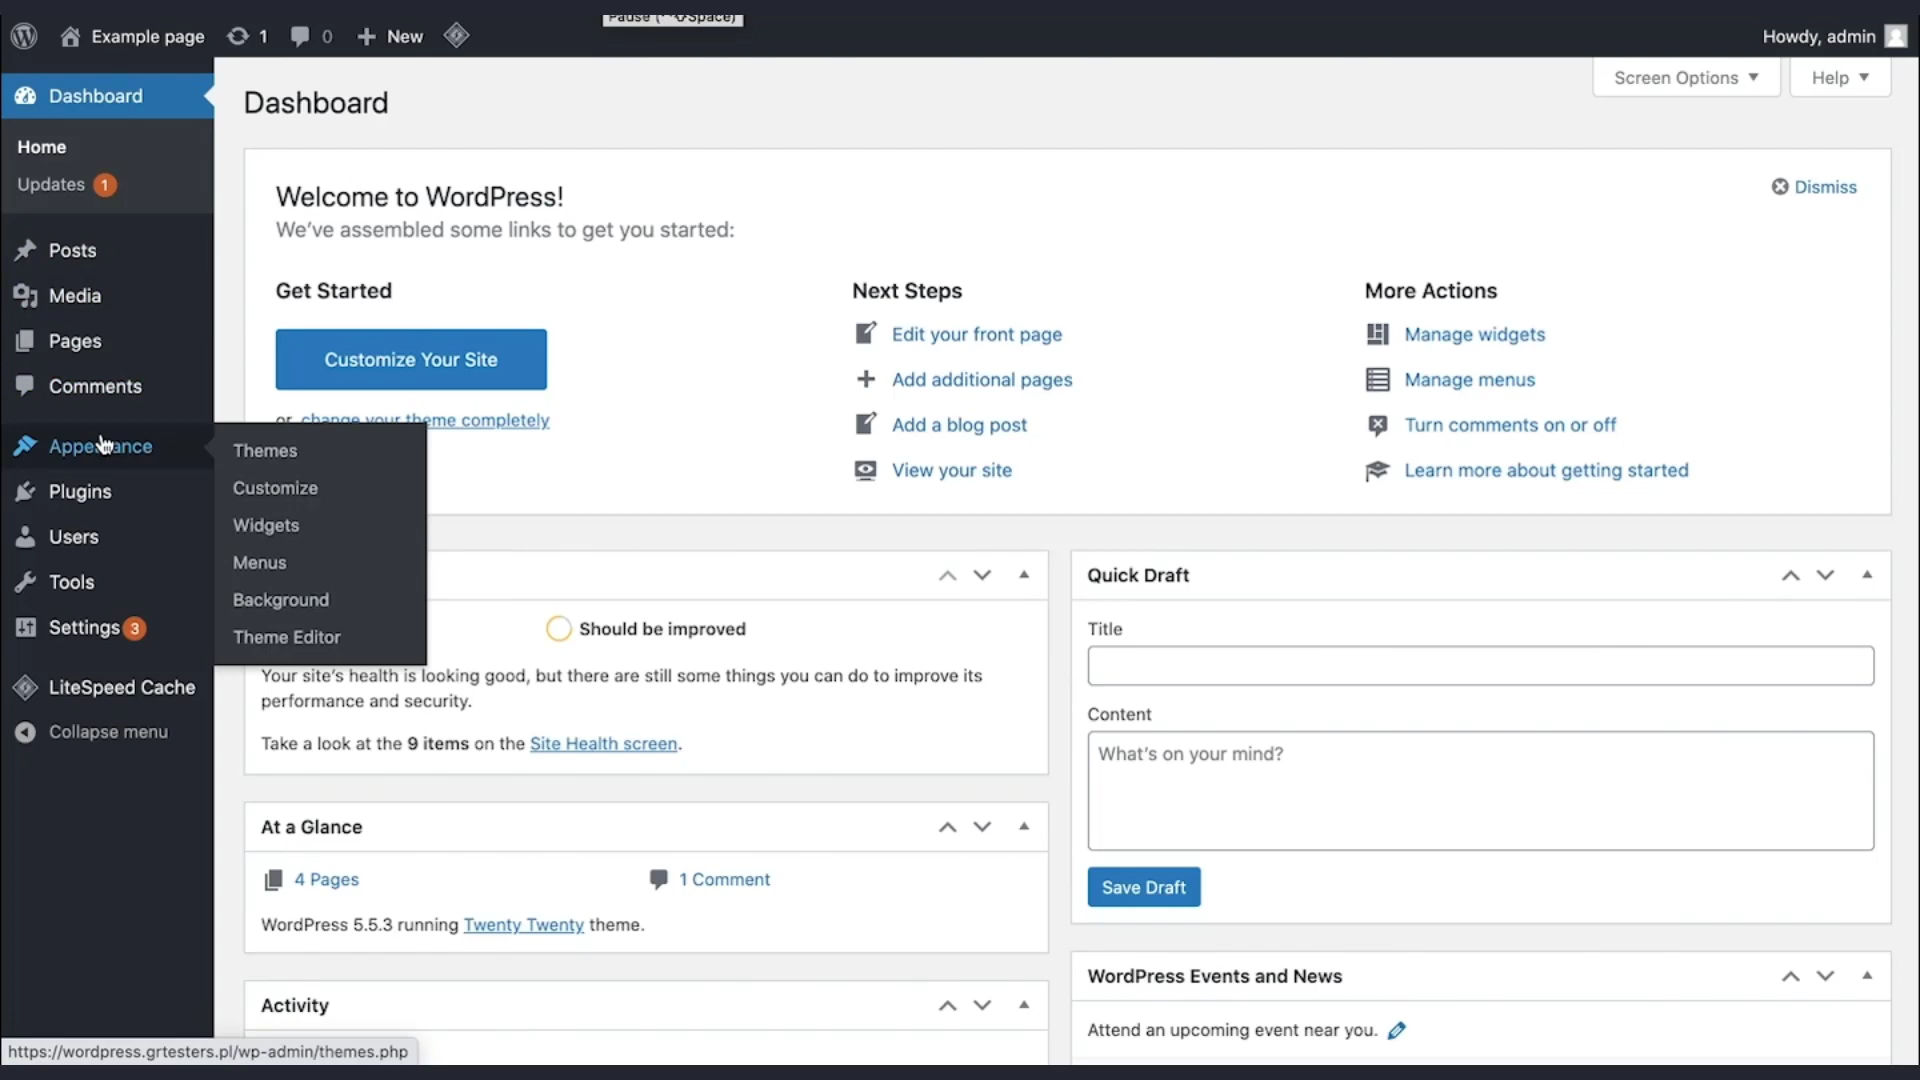 Pause (^⌥Space)
Example page
1
0
New
Howdy, admin
Dashboard
Home
Updates 1
Posts
Media
Pages
Comments
Appearance
Plugins
Users
Tools
Settings 3
LiteSpeed Cache
Collapse menu
Themes
Customize
Widgets
Menus
Background
Theme Editor
Screen Options
Help
Dashboard
Welcome to WordPress!
We've assembled some links to get you started:
Dismiss
Get Started
Customize Your Site
or, change your theme completely
Next Steps
Edit your front page
Add additional pages
Add a blog post
View your site
More Actions
Manage widgets
Manage menus
Turn comments on or off
Learn more about getting started
Should be improved
Your site's health is looking good, but there are still some things you can do to improve its
performance and security.
Take a look at the 9 items on the Site Health screen.
At a Glance
4 Pages
1 Comment
WordPress 5.5.3 running Twenty Twenty theme.
Activity
Quick Draft
Title
Content
What's on your mind?
Save Draft
WordPress Events and News
Attend an upcoming event near you.
https://wordpress.grtesters.pl/wp-admin/themes.php